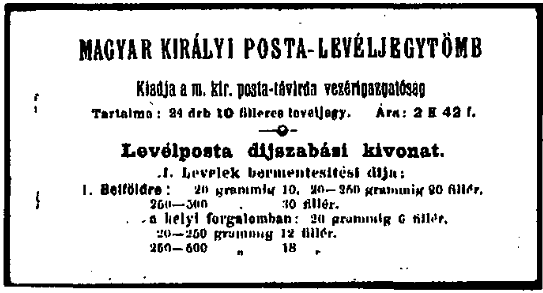 MAGYAR KIRÁLYI POSTA-LEVÉLJEGYTÖMB
Kiadja a m. kir. posta-távirda vezérigazgatóság
Tartalma: 24 drb 10 filléres levéljegy. Ára: 2 K 42 f.
Levélposta díjszabási kivonat.
I. Levelek bérmentesítési díja:
1. Belföldre: 20 grammig 10, 20—250 grammig 20 fillér,
250—500 „ 30 fillér.
a helyi forgalomban: 20 grammig 6 fillér,
20—250 grammig 12 fillér.
250—500 „ 18 „